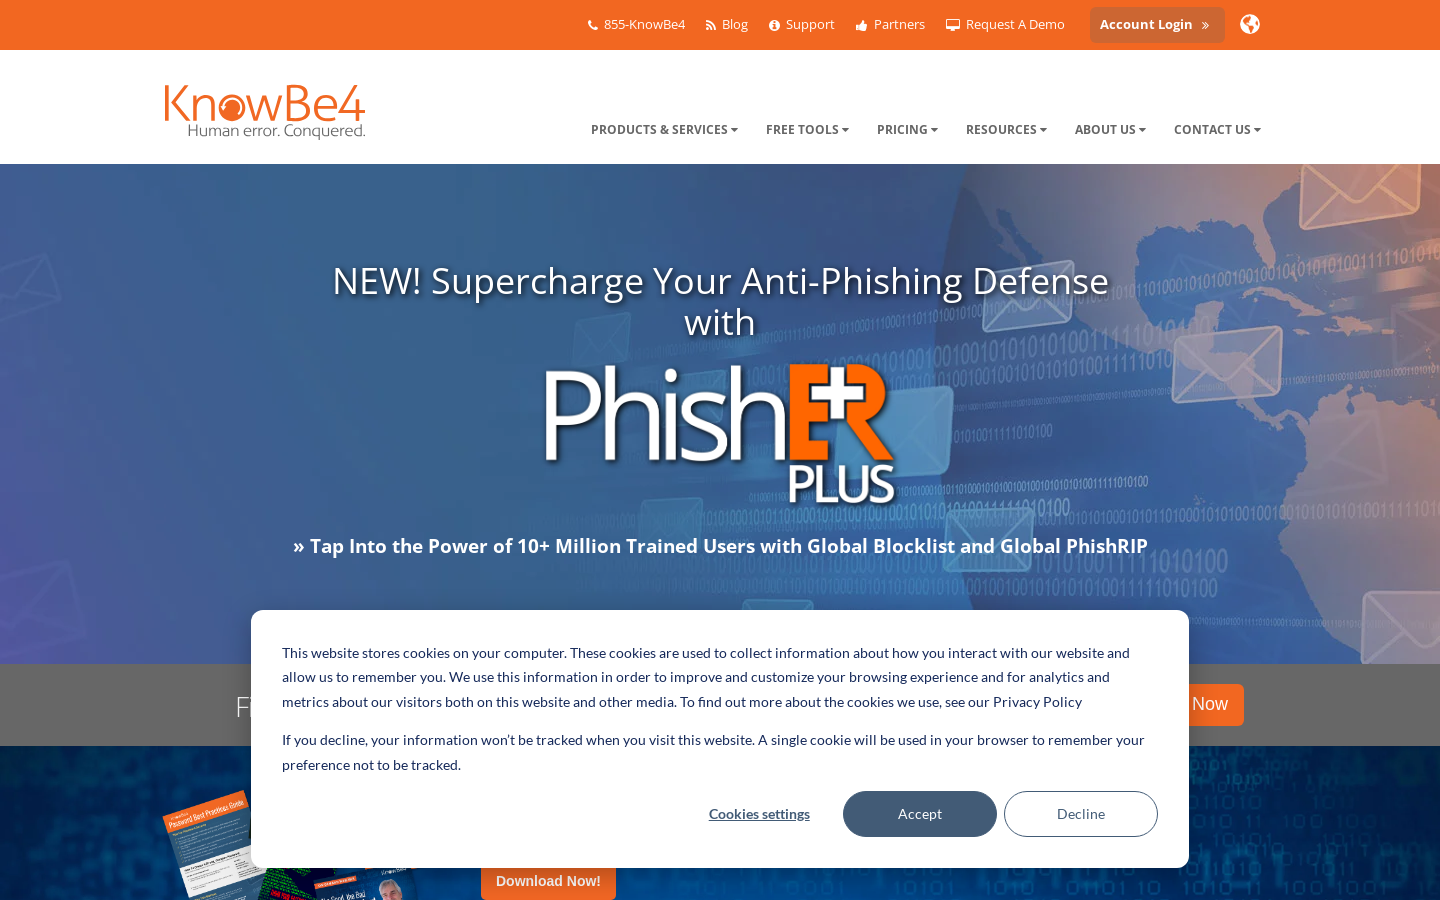 855-KnowBe4 Blog Support Partners Request A Demo Account Login »
KnowBe4
Human error. Conquered.
PRODUCTS & SERVICES FREE TOOLS PRICING RESOURCES ABOUT US CONTACT US
NEW! Supercharge Your Anti-Phishing Defense
with
PhishER
PLUS
» Tap Into the Power of 10+ Million Trained Users with Global Blocklist and Global PhishRIP
This website stores cookies on your computer. These cookies are used to collect information about how you interact with our website and
allow us to remember you. We use this information in order to improve and customize your browsing experience and for analytics and
metrics about our visitors both on this website and other media. To find out more about the cookies we use, see our Privacy Policy
Now
If you decline, your information won’t be tracked when you visit this website. A single cookie will be used in your browser to remember your
preference not to be tracked.
Cookies settings Accept Decline
Password Best Practices Guide
Download Now!